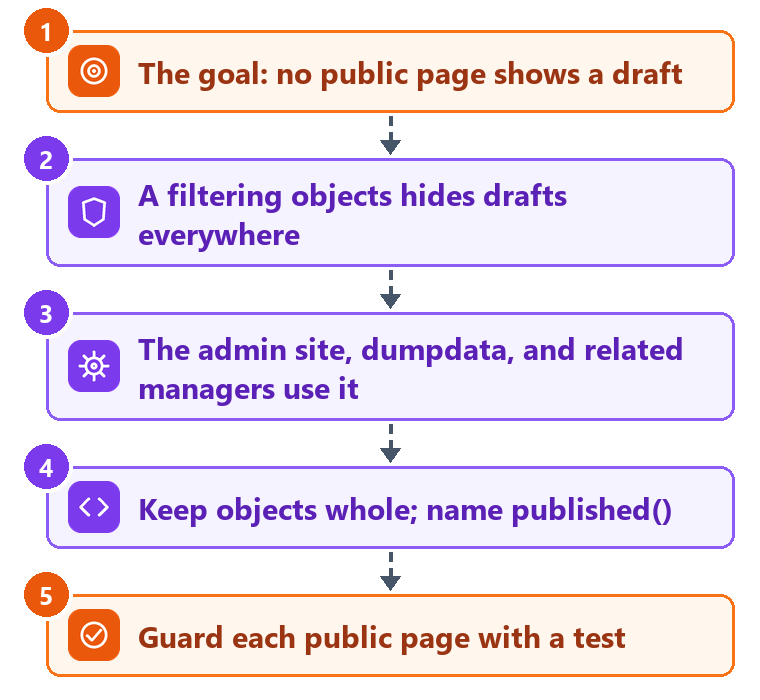 1
The goal: no public page shows a draft
2
A filtering objects hides drafts
everywhere
3
The admin site, dumpdata, and related
managers use it
4
Keep objects whole; name published()
5
Guard each public page with a test